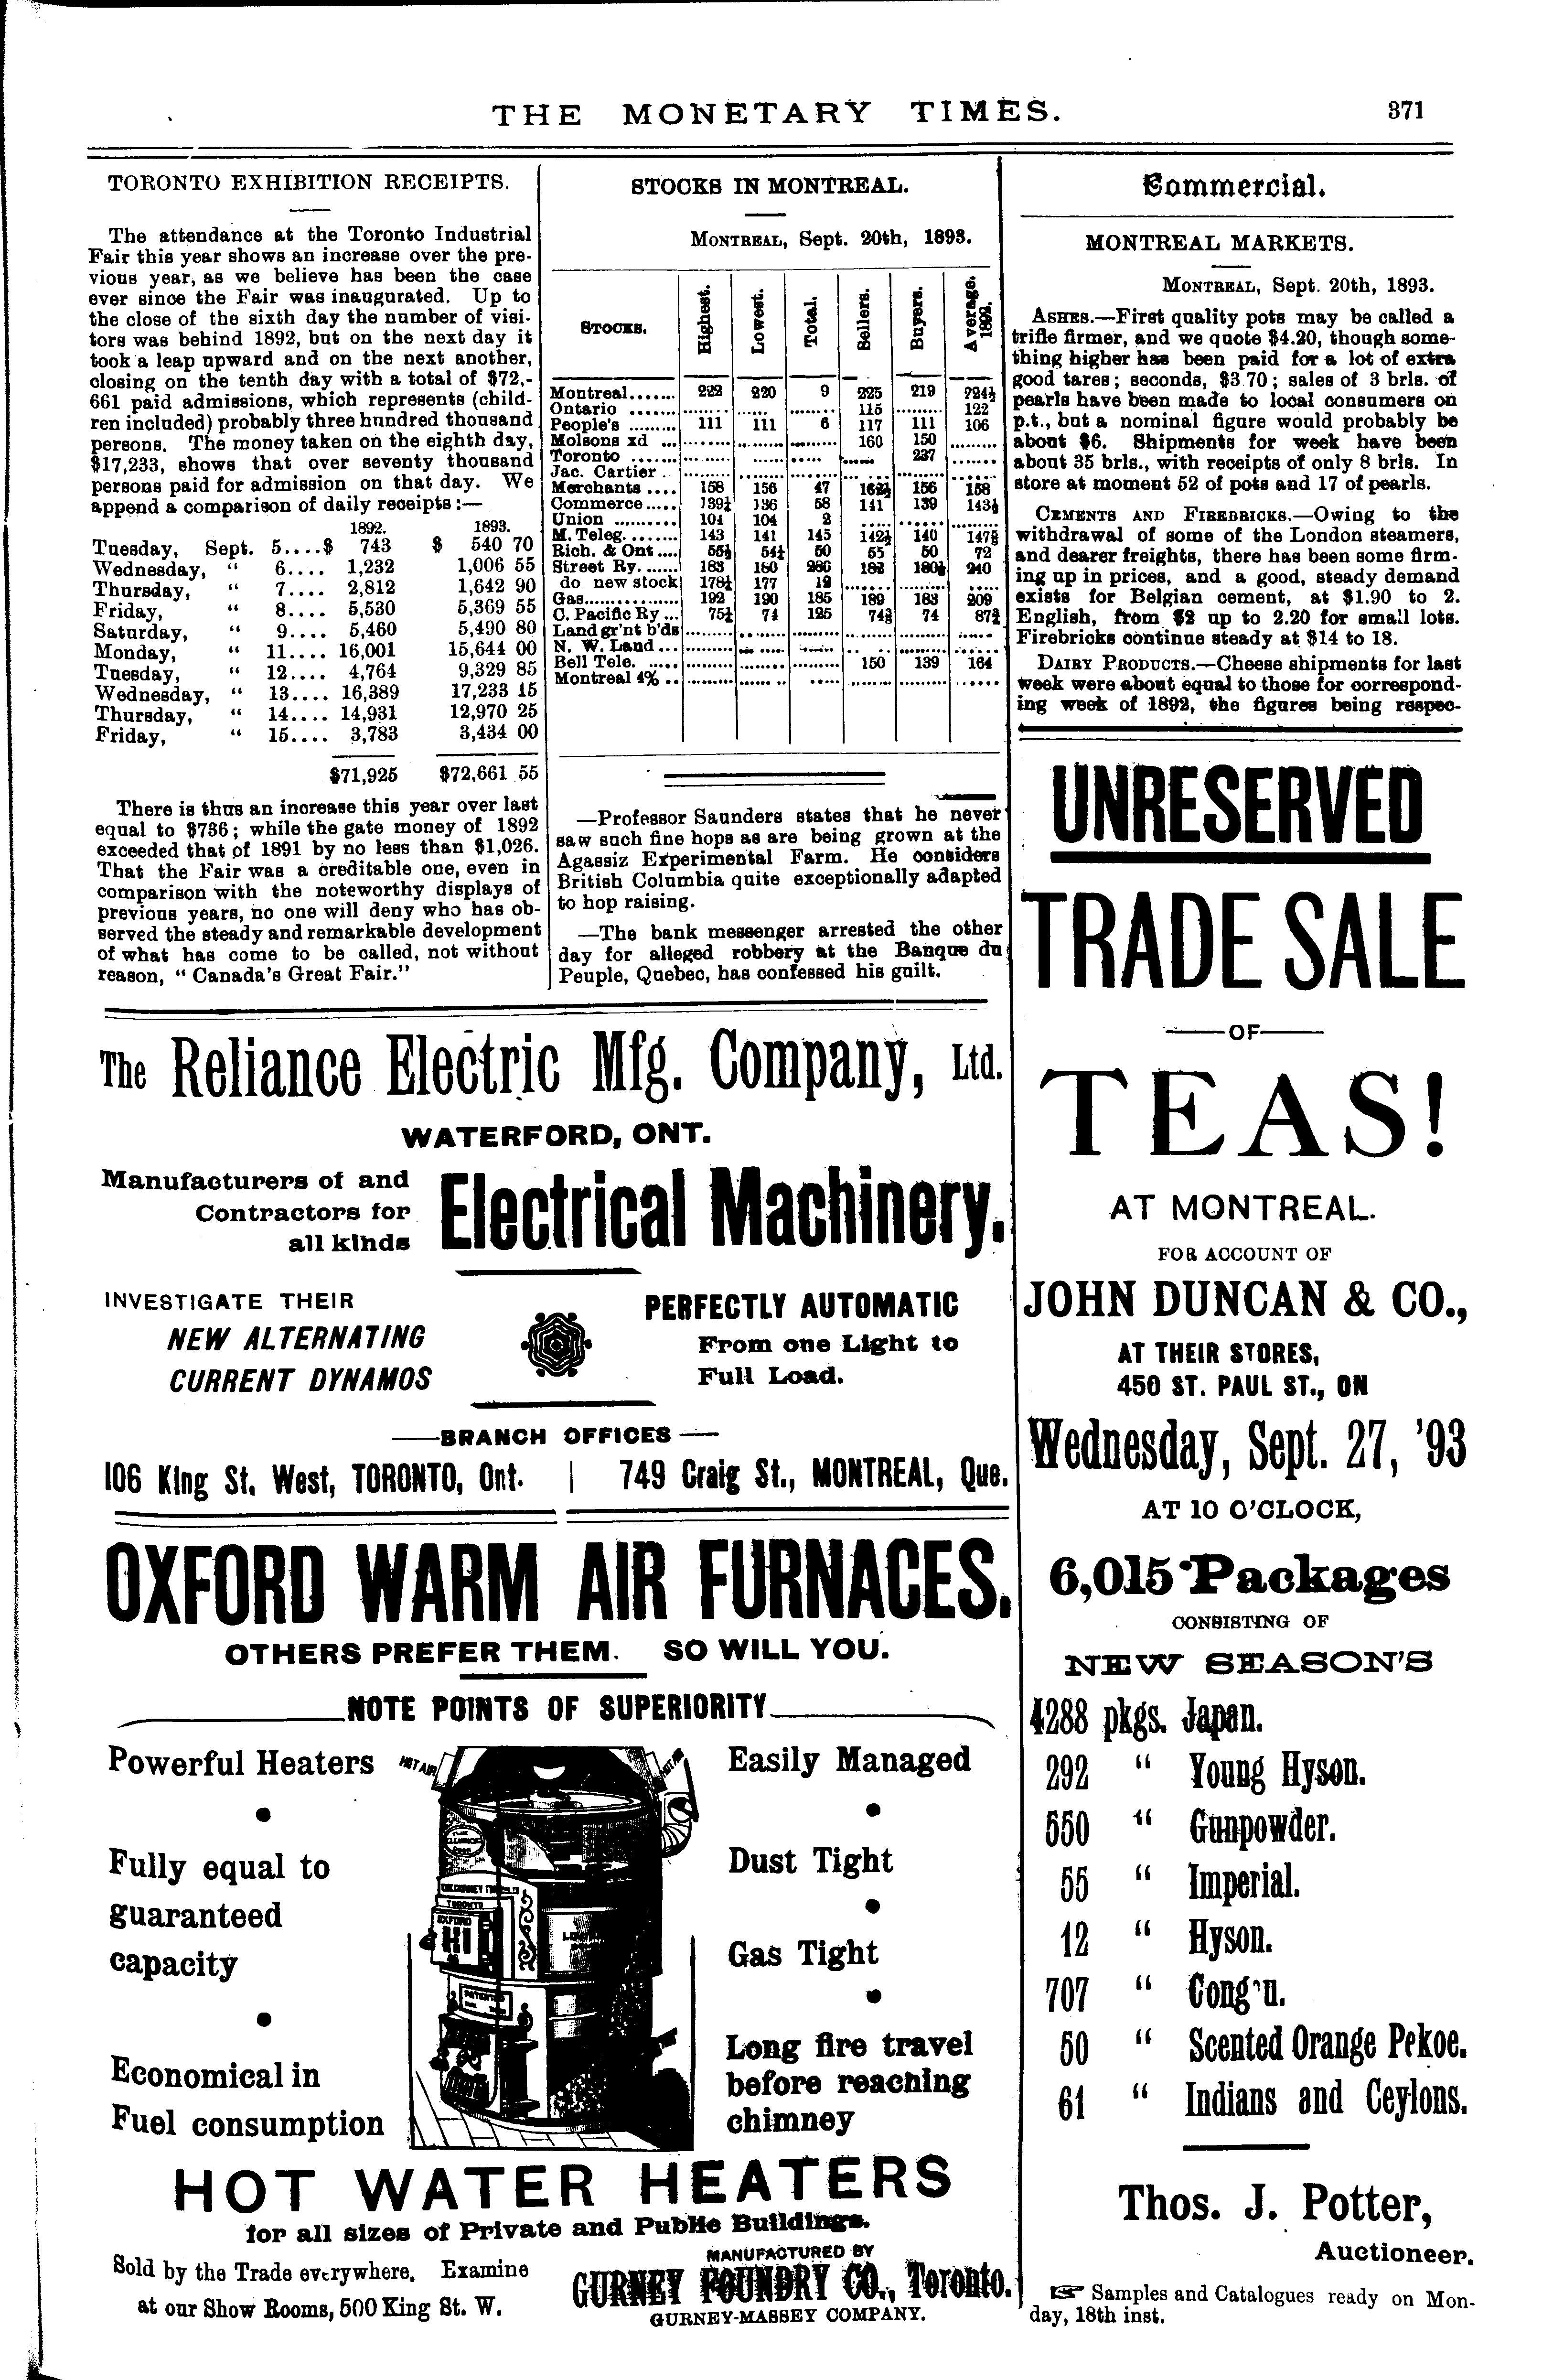 THE MONETARY TIMES.
371
TORONTO EXHIBITION RECEIPTS.
The attendance at the Toronto Industrial
Fair this year shows an increase over the pre-
vious year, as we believe has been the case
ever since the Fair was inaugurated. Up to
the close of the sixth day the number of visi-
tors was behind 1892, but on the next day it
took a leap upward and on the next another,
closing on the tenth day with a total of $72,-
661 paid admissions, which represents (child-
ren included) probably three hundred thousand
persons. The money taken on the eighth day,
$17,233, shows that over seventy thousand
persons paid for admission on that day. We
append a comparison of daily receipts :—
1892. 1893.
Tuesday, Sept. 5....$ 743 $ 540 70
Wednesday, " 6.... 1,232 1,006 55
Thursday, " 7.... 2,812 1,642 90
Friday, " 8.... 5,530 5,369 55
Saturday, " 9.... 5,460 5,490 80
Monday, " 11.... 16,001 15,644 00
Tuesday, " 12.... 4,764 9,329 85
Wednesday, " 13.... 16,389 17,233 15
Thursday, " 14.... 14,931 12,970 25
Friday, " 15.... 3,783 3,434 00
$71,925 $72,661 55
There is thus an increase this year over last
equal to $736; while the gate money of 1892
exceeded that of 1891 by no less than $1,026.
That the Fair was a creditable one, even in
comparison with the noteworthy displays of
previous years, no one will deny who has ob-
served the steady and remarkable development
of what has come to be called, not without
reason, " Canada's Great Fair."
STOCKS IN MONTREAL.
MONTREAL, Sept. 20th, 1893.
STOCKS. Highest. Lowest. Total. Sellers. Buyers. Average. 1892.
Montreal....... 222 220 9 225 219 224½
Ontario ....... 115 122
People's ......... 111 111 6 117 111 106
Molsons xd ... 160 150
Toronto ....... 237
Jac. Cartier
Merchants .... 158 156 47 162½ 156 158
Commerce..... 139½ 136 58 141 139 143½
Union .......... 104 104 2
M. Teleg........ 143 141 145 142½ 140 147⅝
Rich. & Ont.... 55½ 54½ 50 55 50 72
Street Ry....... 183 180 182 180½ 240
do new stock 178½ 177 12
Gas............... 192 190 185 189 183 209
C. Pacific Ry ... 75½ 74 125 74⅜ 74 87⅝
Land gr'nt b'ds
N. W. Land ...
Bell Tele. ..... 150 139 164
Montreal 4% ..
—Professor Saunders states that he never
saw such fine hops as are being grown at the
Agassiz Experimental Farm. He considers
British Columbia quite exceptionally adapted
to hop raising.
—The bank messenger arrested the other
day for alleged robbery at the Banque du
Peuple, Quebec, has confessed his guilt.
Commercial.
MONTREAL MARKETS.
MONTREAL, Sept. 20th, 1893.
ASHES.—First quality pots may be called a
trifle firmer, and we quote $4.20, though some-
thing higher has been paid for a lot of extra
good tares; seconds, $3 70; sales of 3 brls. of
pearls have been made to local consumers on
p.t., but a nominal figure would probably be
about $6. Shipments for week have been
about 35 brls., with receipts of only 8 brls. In
store at moment 52 of pots and 17 of pearls.
CEMENTS AND FIREBRICKS.—Owing to the
withdrawal of some of the London steamers,
and dearer freights, there has been some firm-
ing up in prices, and a good, steady demand
exists for Belgian cement, at $1.90 to 2.
English, from $2 up to 2.20 for small lots.
Firebricks continue steady at $14 to 18.
DAIRY PRODUCTS.—Cheese shipments for last
week were about equal to those for correspond-
ing week of 1892, the figures being respec-
The Reliance Electric Mfg. Company, Ltd.
WATERFORD, ONT.
Manufacturers of and
Contractors for
all kinds
Electrical Machinery.
INVESTIGATE THEIR
NEW ALTERNATING
CURRENT DYNAMOS
PERFECTLY AUTOMATIC
From one Light to
Full Load.
—BRANCH OFFICES—
106 King St. West, TORONTO, Ont. | 749 Craig St., MONTREAL, Que.
OXFORD WARM AIR FURNACES.
OTHERS PREFER THEM. SO WILL YOU.
NOTE POINTS OF SUPERIORITY
Powerful Heaters
Fully equal to
guaranteed
capacity
Economical in
Fuel consumption
HOT AIR
HOT AIR
TORONTO
OXFORD
Easily Managed
Dust Tight
Gas Tight
Long fire travel
before reaching
chimney
HOT WATER HEATERS
for all sizes of Private and Public Buildings.
Sold by the Trade everywhere. Examine
at our Show Rooms, 500 King St. W.
MANUFACTURED BY
GURNEY FOUNDRY CO., Toronto.
GURNEY-MASSEY COMPANY.
UNRESERVED
TRADE SALE
—OF—
TEAS!
AT MONTREAL.
FOR ACCOUNT OF
JOHN DUNCAN & CO.,
AT THEIR STORES,
450 ST. PAUL ST., ON
Wednesday, Sept. 27, '93
AT 10 O'CLOCK,
6,015 Packages
CONSISTING OF
NEW SEASON'S
4288 pkgs. Japan.
292 " Young Hyson.
550 " Gunpowder.
55 " Imperial.
12 " Hyson.
707 " Cong'u.
50 " Scented Orange Pekoe.
61 " Indians and Ceylons.
Thos. J. Potter,
Auctioneer.
☞ Samples and Catalogues ready on Mon-
day, 18th inst.